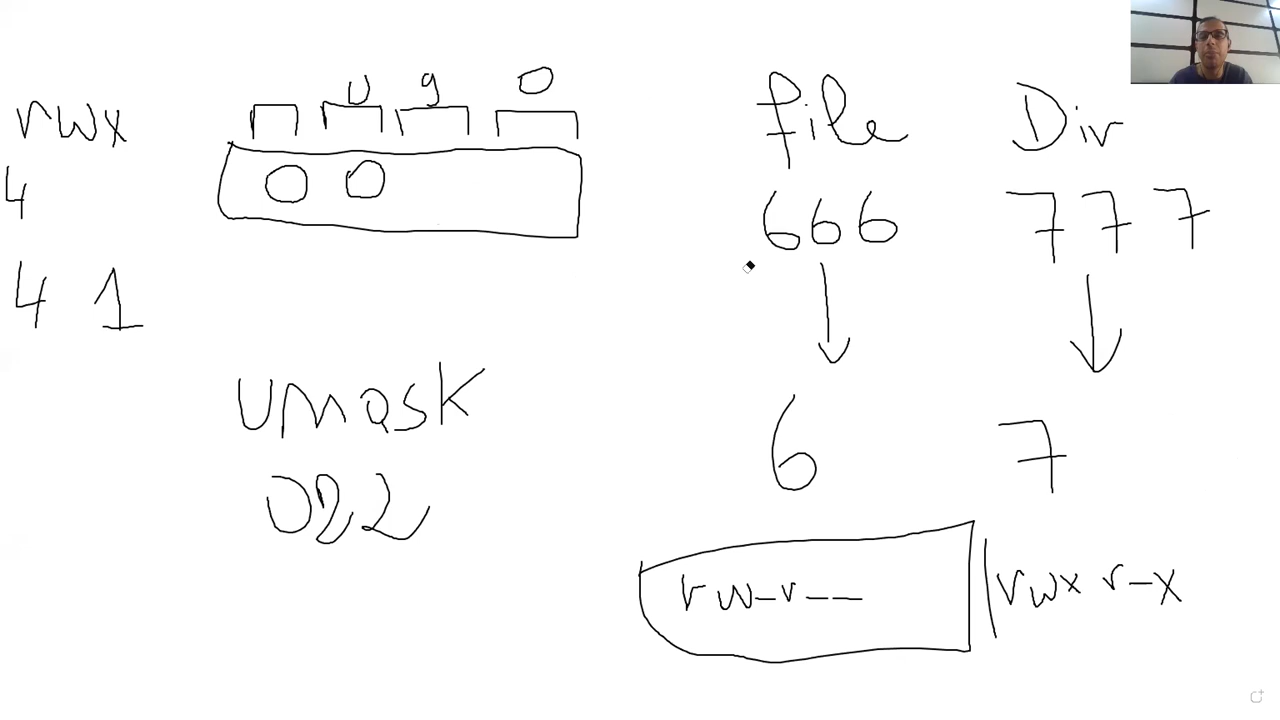 u g o
rwx
0 0
4
4 1
umask
022
file Dir
666 777
6 7
rw-r-- rwx r-x